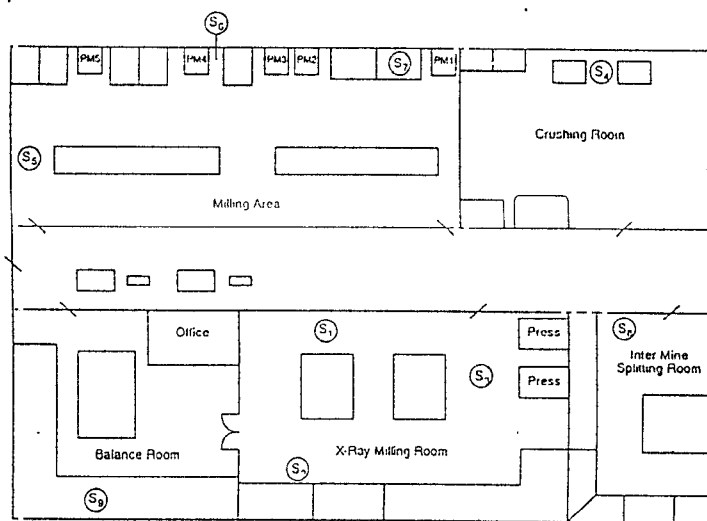 S6
PM5
PM4
PM3
PM2
S7
PM1
S4
Crushing Room
S5
Milling Area
Office
S1
Press
S8
Inter Mine
Splitting Room
S3
Press
Balance Room
X-Ray Milling Room
S2
S9